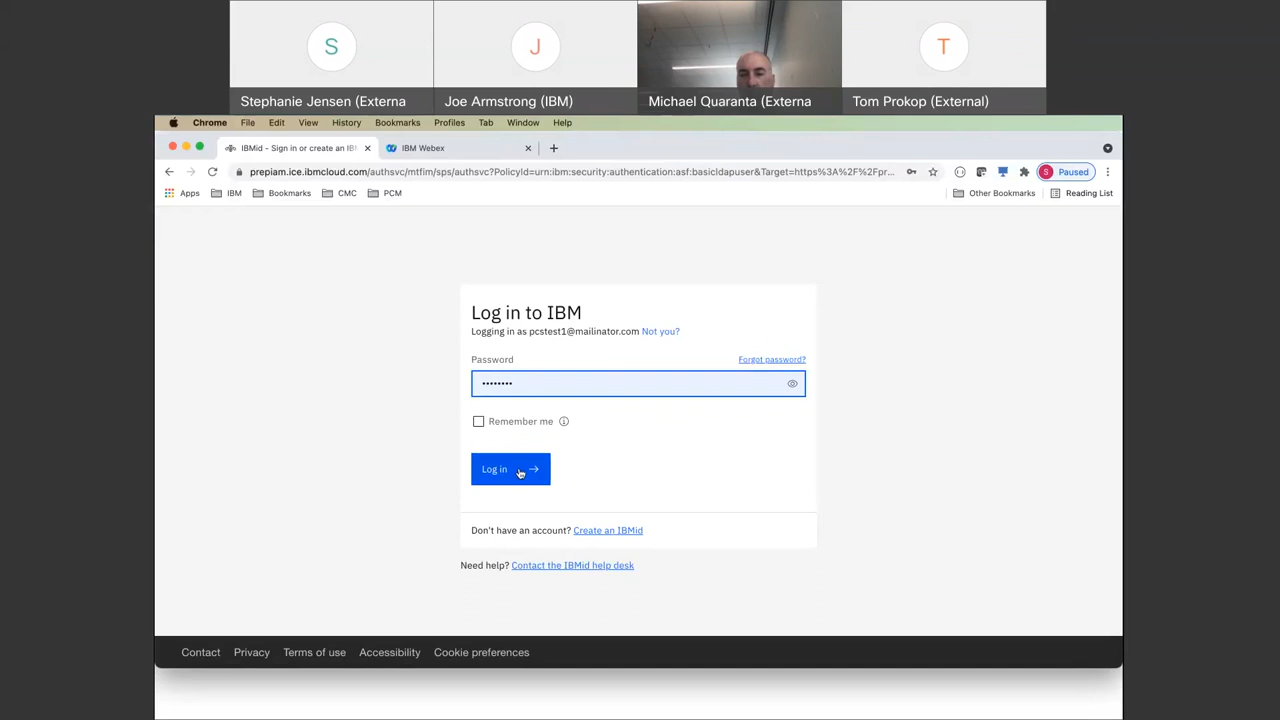 S
J
T
Stephanie Jensen (Externa
Joe Armstrong (IBM)
Michael Quaranta (Externa
Tom Prokop (External)
Chrome File Edit View History Bookmarks Profiles Tab Window Help
IBMid - Sign in or create an IB
IBM Webex
prepiam.ice.ibmcloud.com/authsvc/mtfim/sps/authsvc?PolicyId=urn:ibm:security:authentication:asf:basicldapuser&Target=https%3A%2F%2Fpr...
S Paused
Apps IBM Bookmarks CMC PCM Other Bookmarks Reading List
Log in to IBM
Logging in as pcstest1@mailinator.com Not you?
Password Forgot password?
••••••••
Remember me
Log in
Don't have an account? Create an IBMid
Need help? Contact the IBMid help desk
Contact Privacy Terms of use Accessibility Cookie preferences